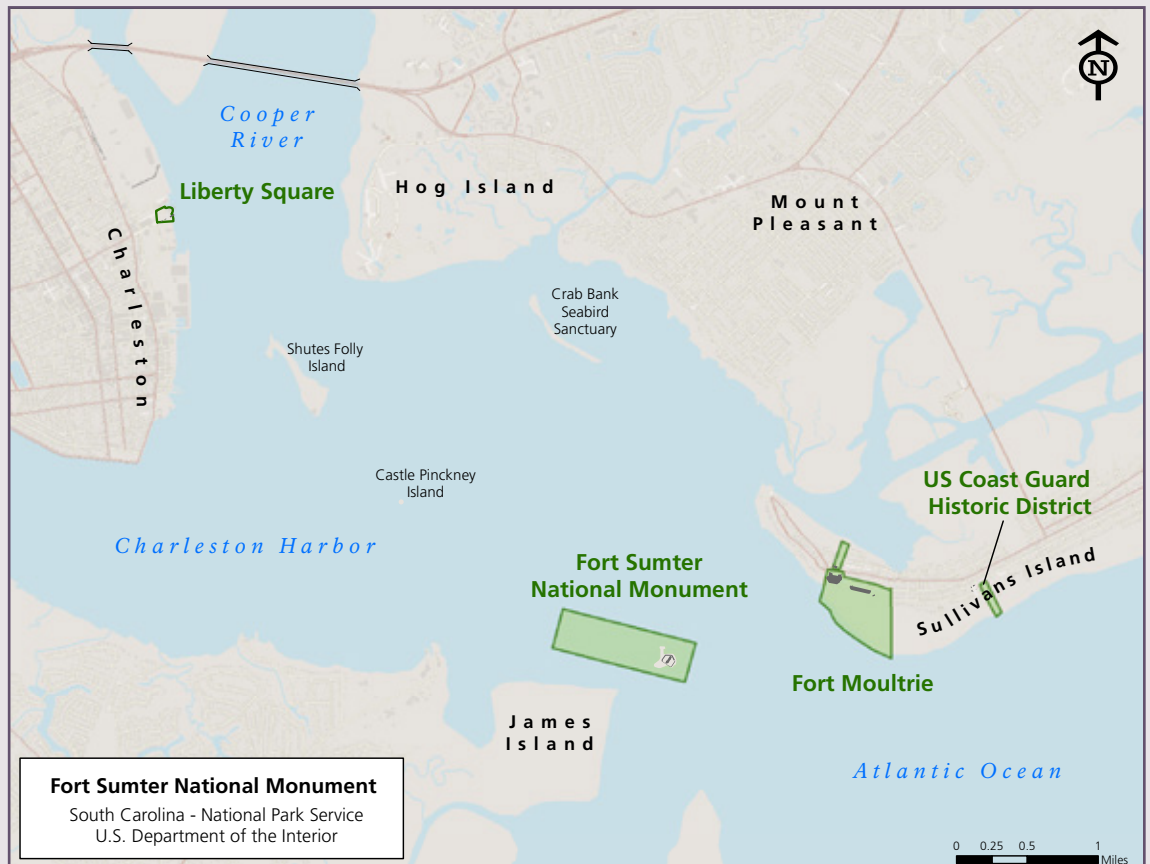 N
Cooper
River
Liberty Square
Hog Island
Mount
Pleasant
Charleston
Crab Bank
Seabird
Sanctuary
Shutes Folly
Island
Castle Pinckney
Island
US Coast Guard
Historic District
Charleston Harbor
Fort Sumter
National Monument
Sullivans Island
Fort Moultrie
James
Island
Atlantic Ocean
Fort Sumter National Monument
South Carolina - National Park Service
U.S. Department of the Interior
0 0.25 0.5 1
Miles